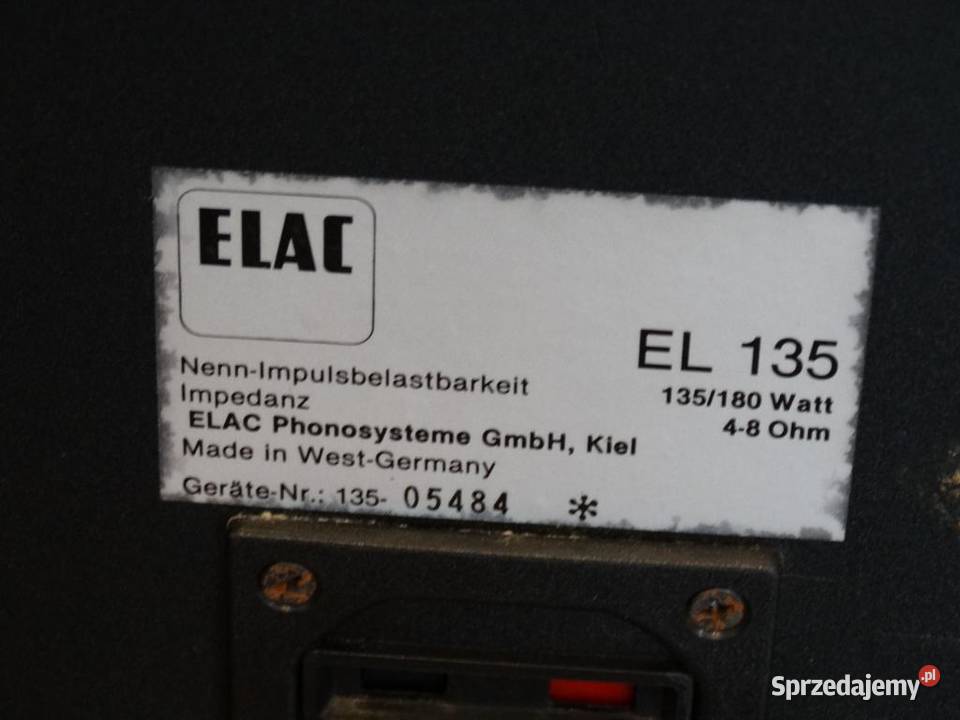 ELAC
EL 135
Nenn-Impulsbelastbarkeit 135/180 Watt
Impedanz 4-8 Ohm
ELAC Phonosysteme GmbH, Kiel
Made in West-Germany
Geräte-Nr.: 135- 05484 *
Sprzedajemy.pl